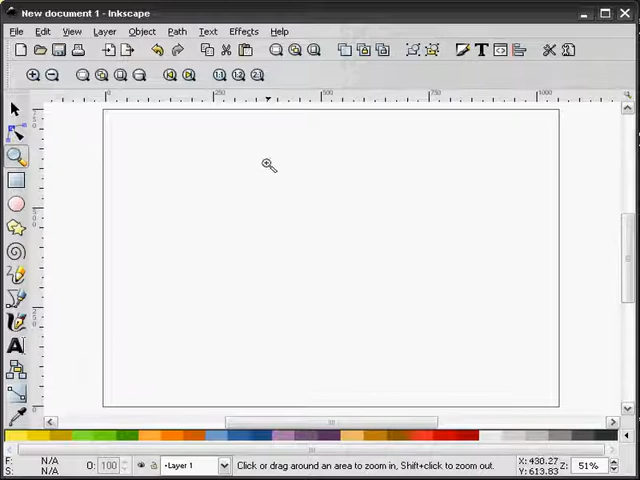 New document 1 - Inkscape
File Edit View Layer Object Path Text Effects Help
0 250 500 750 1000
F: N/A
S: N/A
O: 100
•Layer 1
Click or drag around an area to zoom in, Shift+click to zoom out.
X: 430.27
Y: 613.83
Z: 51%